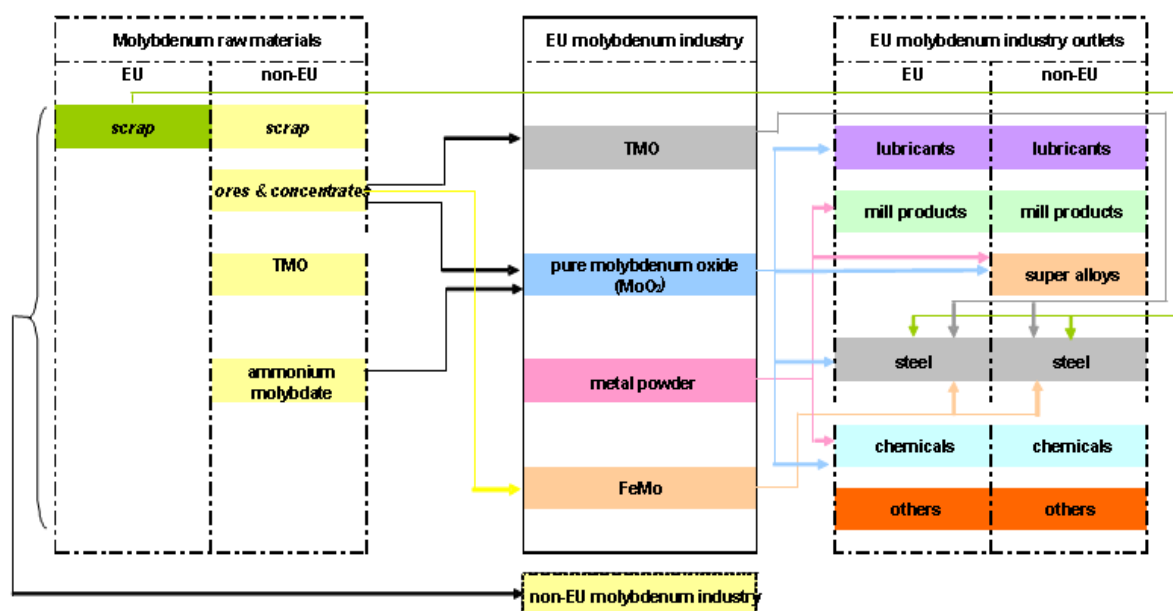 Molybdenum raw materials
EU
non-EU
scrap
scrap
ores & concentrates
TMO
ammonium
molybdate
EU molybdenum industry
TMO
pure molybdenum oxide
(MoO₂)
metal powder
FeMo
non-EU molybdenum industry
EU molybdenum industry outlets
EU
non-EU
lubricants
lubricants
mill products
mill products
super alloys
steel
steel
chemicals
chemicals
others
others